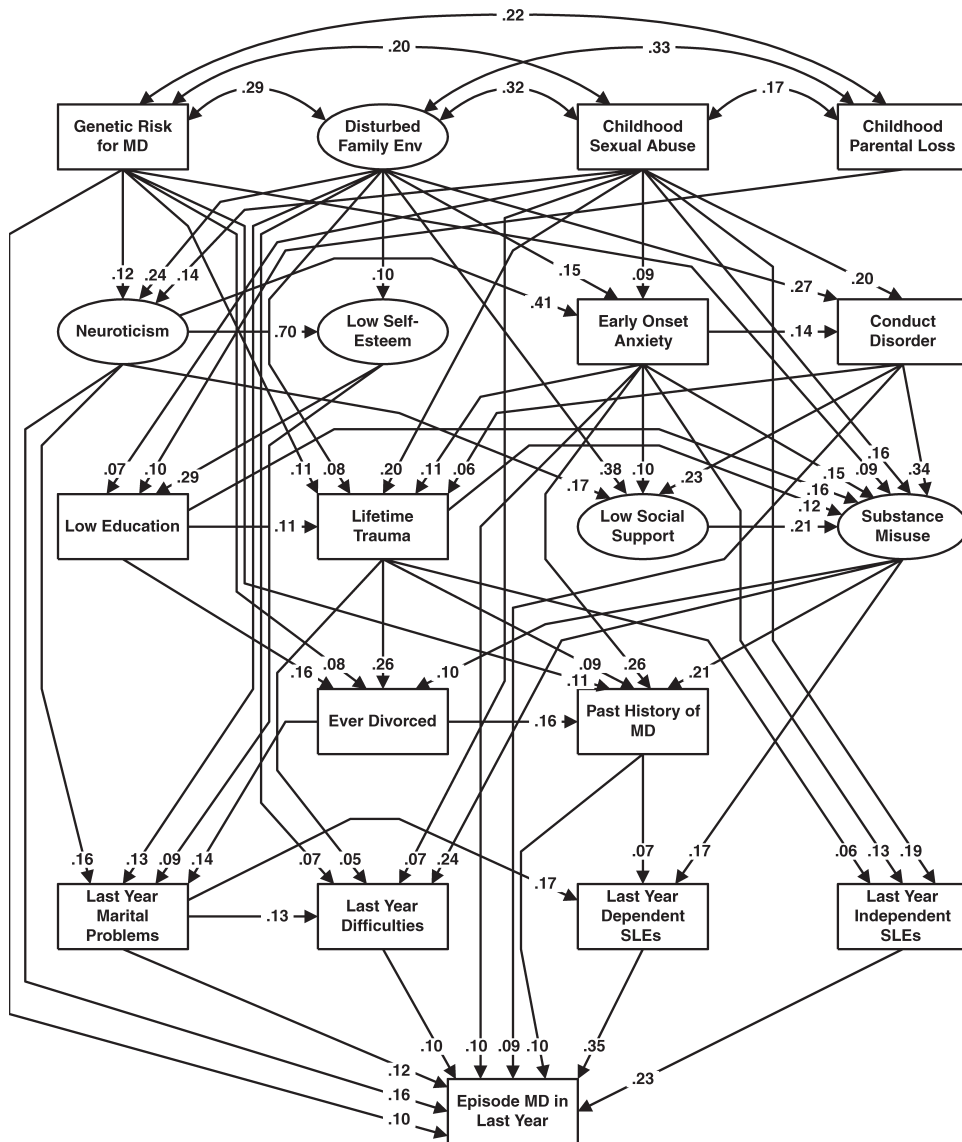 .22
.20
.33
.29
.32
.17
Genetic Risk
for MD
Disturbed
Family Env
Childhood
Sexual Abuse
Childhood
Parental Loss
.12
.24
.14
.10
.15
.09
.27
.20
.41
Neuroticism
.70
Low Self-
Esteem
Early Onset
Anxiety
.14
Conduct
Disorder
.07
.10
.29
.11
.08
.20
.11
.06
.17
.38
.10
.23
.12
.16
.15
.09
.16
.34
Low Education
.11
Lifetime
Trauma
Low Social
Support
.21
Substance
Misuse
.16
.08
.26
.10
.11
.09
.26
.21
Ever Divorced
.16
Past History of
MD
.16
.13
.09
.14
.07
.05
.07
.24
.17
.07
.17
.06
.13
.19
Last Year
Marital
Problems
.13
Last Year
Difficulties
Last Year
Dependent
SLEs
Last Year
Independent
SLEs
.12
.16
.10
.10
.10
.09
.10
.35
.23
Episode MD in
Last Year